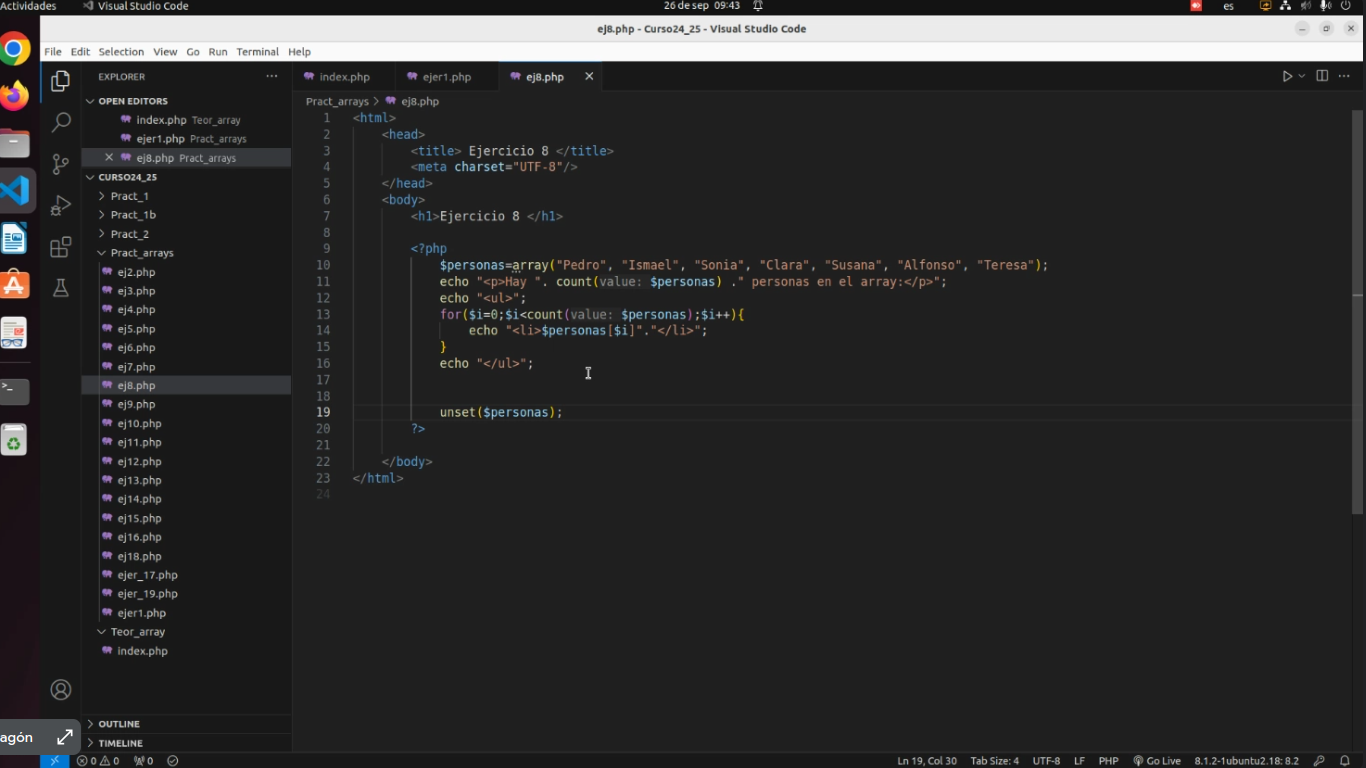 Actividades
Visual Studio Code
26 de sep 09:43
es
ej8.php - Curso24_25 - Visual Studio Code
File Edit Selection View Go Run Terminal Help
EXPLORER
OPEN EDITORS
index.php Teor_array
ejer1.php Pract_arrays
ej8.php Pract_arrays
CURSO24_25
Pract_1
Pract_1b
Pract_2
Pract_arrays
ej2.php
ej3.php
ej4.php
ej5.php
ej6.php
ej7.php
ej8.php
ej9.php
ej10.php
ej11.php
ej12.php
ej13.php
ej14.php
ej15.php
ej16.php
ej18.php
ejer_17.php
ejer_19.php
ejer1.php
Teor_array
index.php
OUTLINE
TIMELINE
agón
index.php
ejer1.php
ej8.php
Pract_arrays > ej8.php
1 <html>
2 <head>
3 <title> Ejercicio 8 </title>
4 <meta charset="UTF-8"/>
5 </head>
6 <body>
7 <h1>Ejercicio 8 </h1>
8
9 <?php
10 $personas=array("Pedro", "Ismael", "Sonia", "Clara", "Susana", "Alfonso", "Teresa");
11 echo "<p>Hay ". count(value: $personas) ." personas en el array:</p>";
12 echo "<ul>";
13 for($i=0;$i<count(value: $personas);$i++){
14 echo "<li>$personas[$i]"."</li>";
15 }
16 echo "</ul>";
17
18
19 unset($personas);
20 ?>
21
22 </body>
23 </html>
24
0 0 0
Ln 19, Col 30
Tab Size: 4
UTF-8
LF
PHP
Go Live
8.1.2-1ubuntu2.18: 8.2